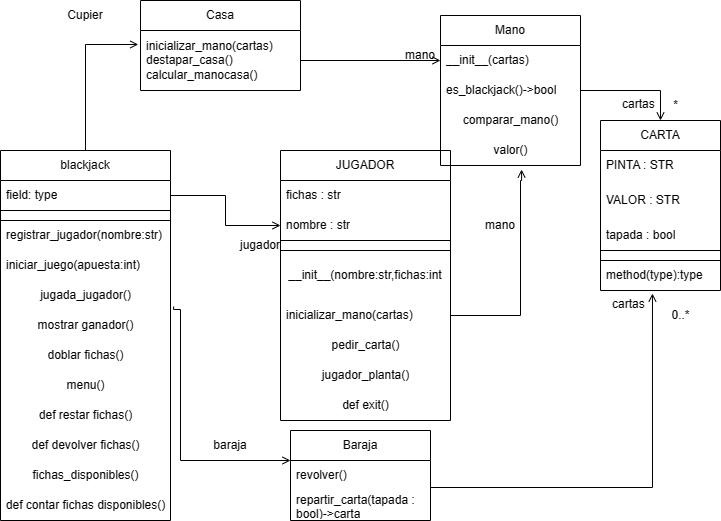 Cupier
Casa
inicializar_mano(cartas)
destapar_casa()
calcular_manocasa()
mano
Mano
__init__(cartas)
es_blackjack()->bool
comparar_mano()
valor()
cartas
*
CARTA
PINTA : STR
VALOR : STR
tapada : bool
method(type):type
cartas
0..*
blackjack
field: type
registrar_jugador(nombre:str)
iniciar_juego(apuesta:int)
jugada_jugador()
mostrar ganador()
doblar fichas()
menu()
def restar fichas()
def devolver fichas()
fichas_disponibles()
def contar fichas disponibles()
jugador
JUGADOR
fichas : str
nombre : str
__init__(nombre:str,fichas:int
inicializar_mano(cartas)
pedir_carta()
jugador_planta()
def exit()
mano
baraja
Baraja
revolver()
repartir_carta(tapada :
bool)->carta